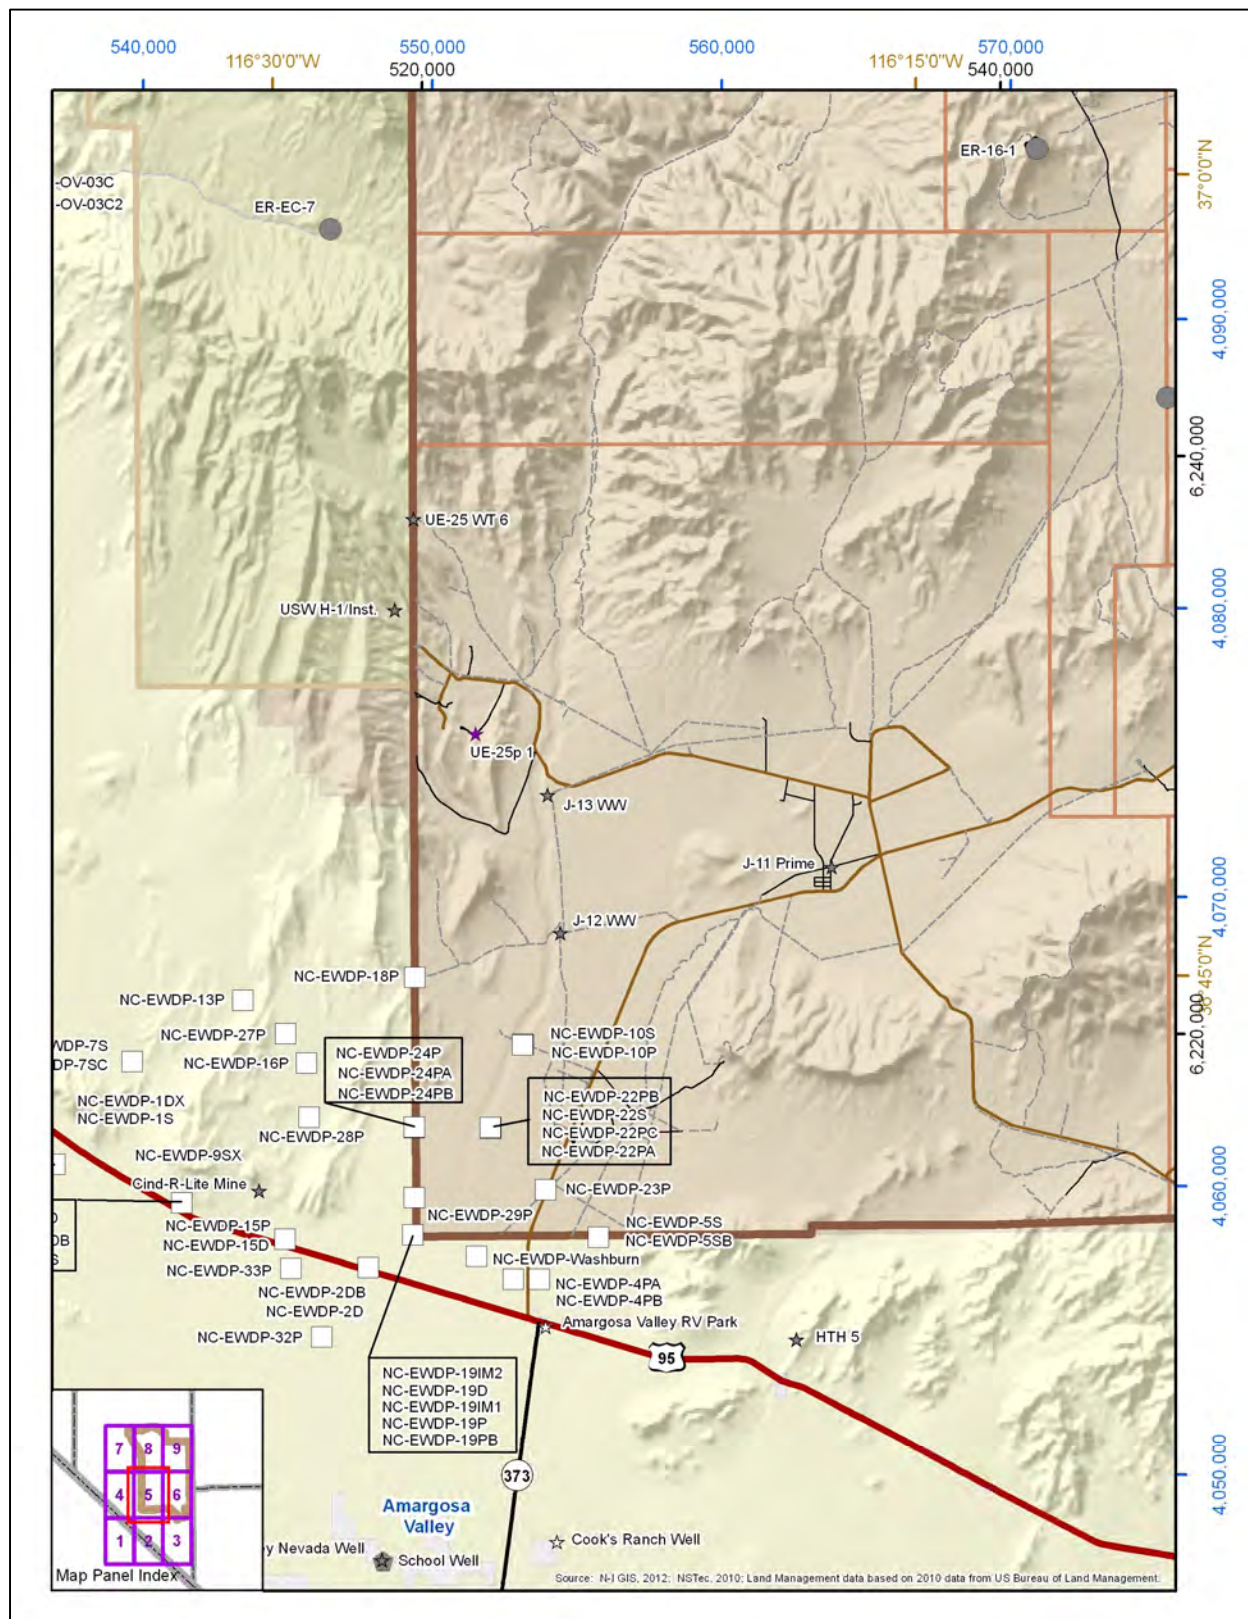 540,000
550,000
560,000
570,000
116°30'0"W
520,000
116°15'0"W
540,000
ER-16-1
37°0'0"N
-OV-03C
-OV-03C2
ER-EC-7
4,090,000
6,240,000
UE-25 WT 6
USW H-1/Inst.
4,080,000
UE-25p 1
J-13 WW
J-11 Prime
4,070,000
J-12 WW
NC-EWDP-18P
36°45'0"N
NC-EWDP-13P
NC-EWDP-27P
NC-EWDP-10S
NC-EWDP-10P
6,220,000
WDP-7S
DP-7SC
NC-EWDP-16P
NC-EWDP-24P
NC-EWDP-24PA
NC-EWDP-24PB
NC-EWDP-22PB
NC-EWDP-22S
NC-EWDP-22PC
NC-EWDP-22PA
NC-EWDP-1DX
NC-EWDP-1S
NC-EWDP-28P
NC-EWDP-9SX
Cind-R-Lite Mine
NC-EWDP-23P
4,060,000
NC-EWDP-29P
NC-EWDP-15P
NC-EWDP-15D
NC-EWDP-5S
NC-EWDP-5SB
DB
S
NC-EWDP-33P
NC-EWDP-Washburn
NC-EWDP-2DB
NC-EWDP-2D
NC-EWDP-4PA
NC-EWDP-4PB
NC-EWDP-32P
Amargosa Valley RV Park
HTH 5
95
NC-EWDP-19IM2
NC-EWDP-19D
NC-EWDP-19IM1
NC-EWDP-19P
NC-EWDP-19PB
7 8 9
4 5 6
1 2 3
Map Panel Index
373
4,050,000
Amargosa
Valley
Cook's Ranch Well
ey Nevada Well
School Well
Source: N-I GIS, 2012; NSTec, 2010; Land Management data based on 2010 data from US Bureau of Land Management.